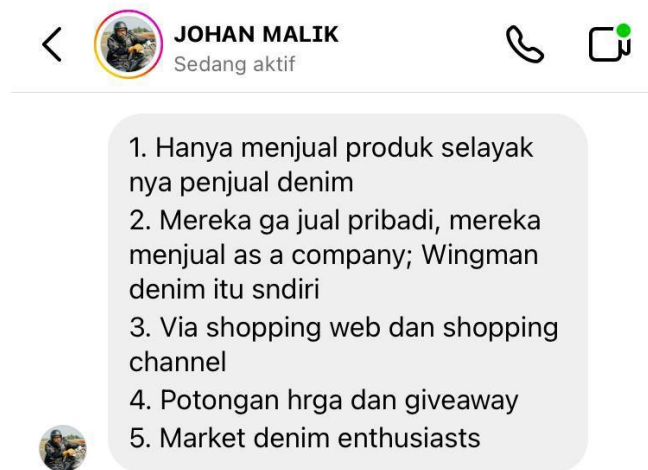 JOHAN MALIK
Sedang aktif
1. Hanya menjual produk selayak
nya penjual denim
2. Mereka ga jual pribadi, mereka
menjual as a company; Wingman
denim itu sndiri
3. Via shopping web dan shopping
channel
4. Potongan hrga dan giveaway
5. Market denim enthusiasts